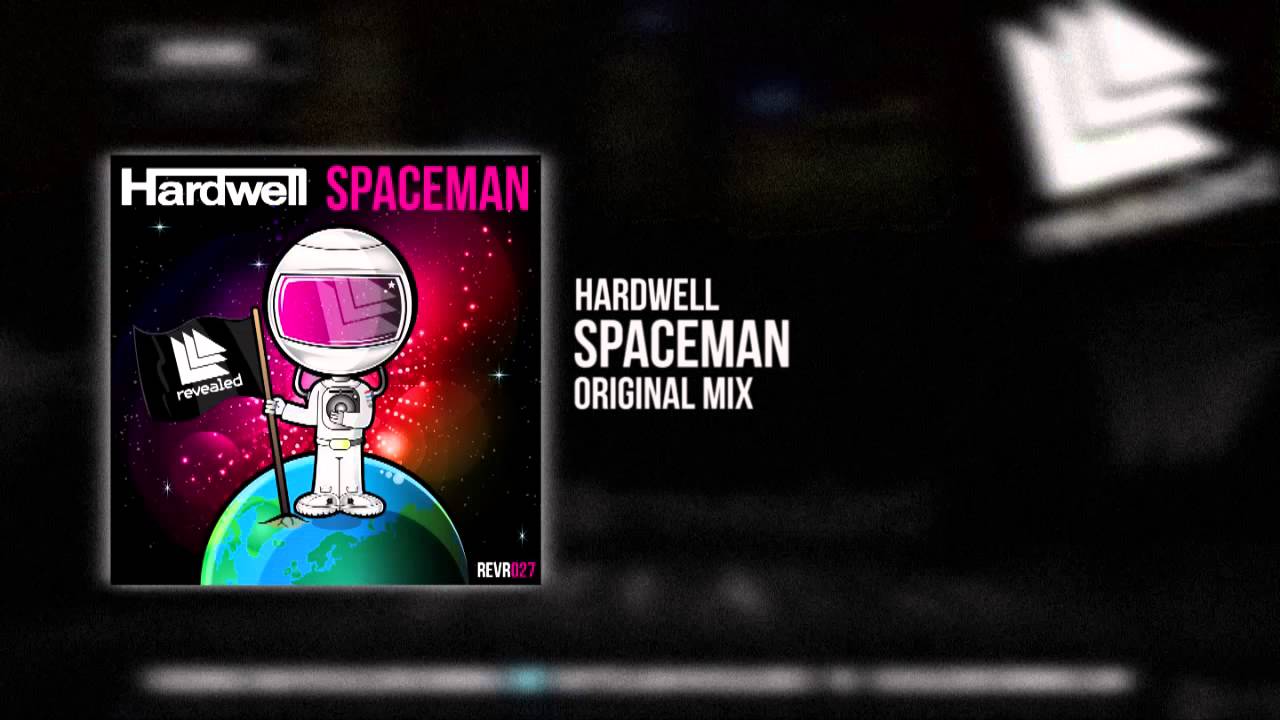 Hardwell SPACEMAN
revealed
REVR027
HARDWELL
SPACEMAN
ORIGINAL MIX